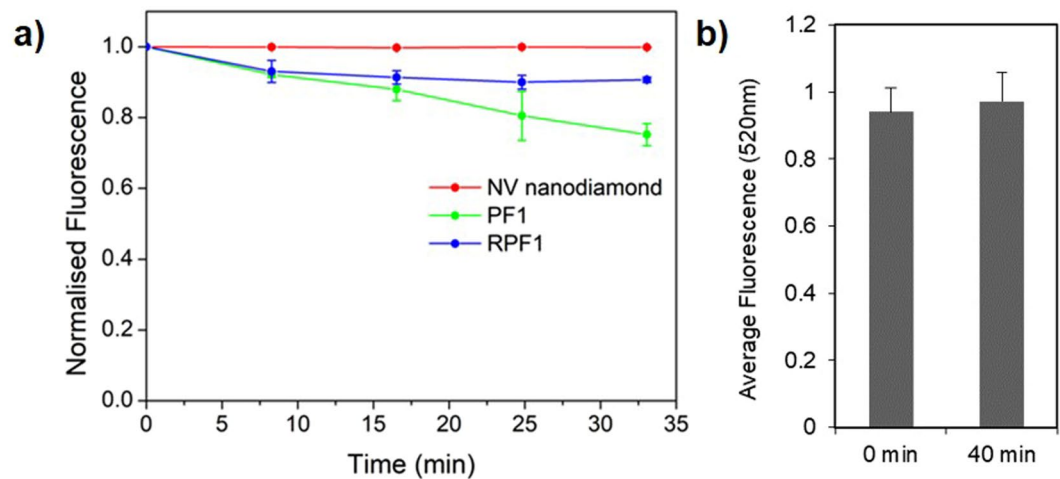 a)
Normalised Fluorescence
1.0
0.8
0.6
0.4
0.2
0.0
NV nanodiamond
PF1
RPF1
0 5 10 15 20 25 30 35
Time (min)
b)
Average Fluorescence (520nm)
1.2
1
0.8
0.6
0.4
0.2
0
0 min 40 min